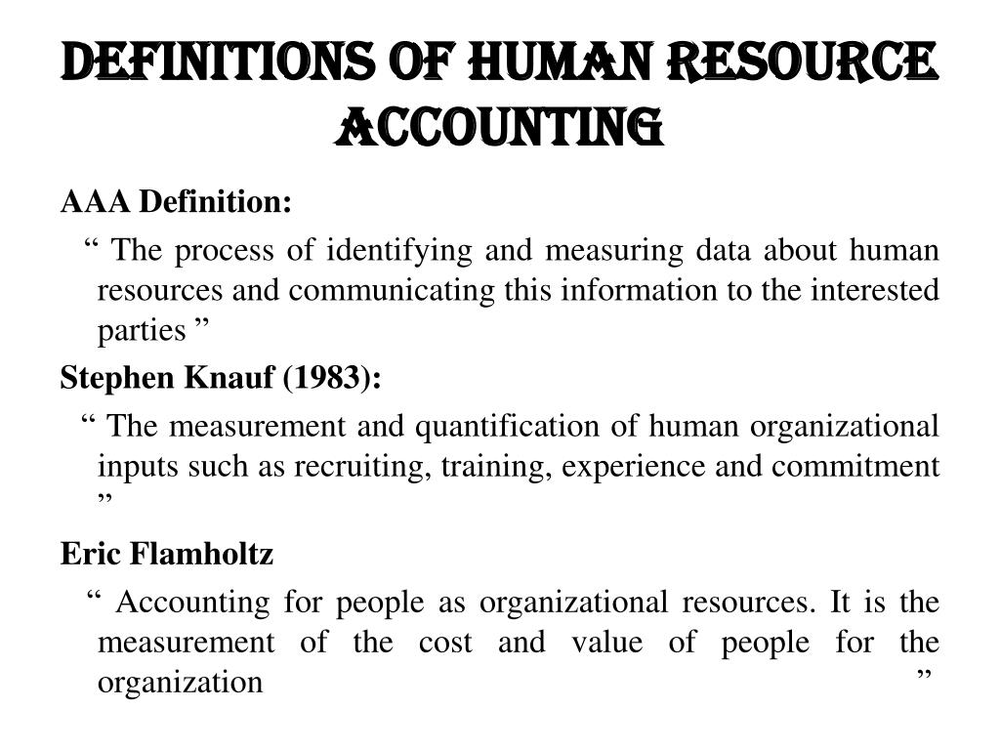 DEFINITIONS OF HUMAN RESOURCE
ACCOUNTING
AAA Definition:
“ The process of identifying and measuring data about human
resources and communicating this information to the interested
parties ”
Stephen Knauf (1983):
“ The measurement and quantification of human organizational
inputs such as recruiting, training, experience and commitment
”
Eric Flamholtz
“ Accounting for people as organizational resources. It is the
measurement of the cost and value of people for the
organization ”